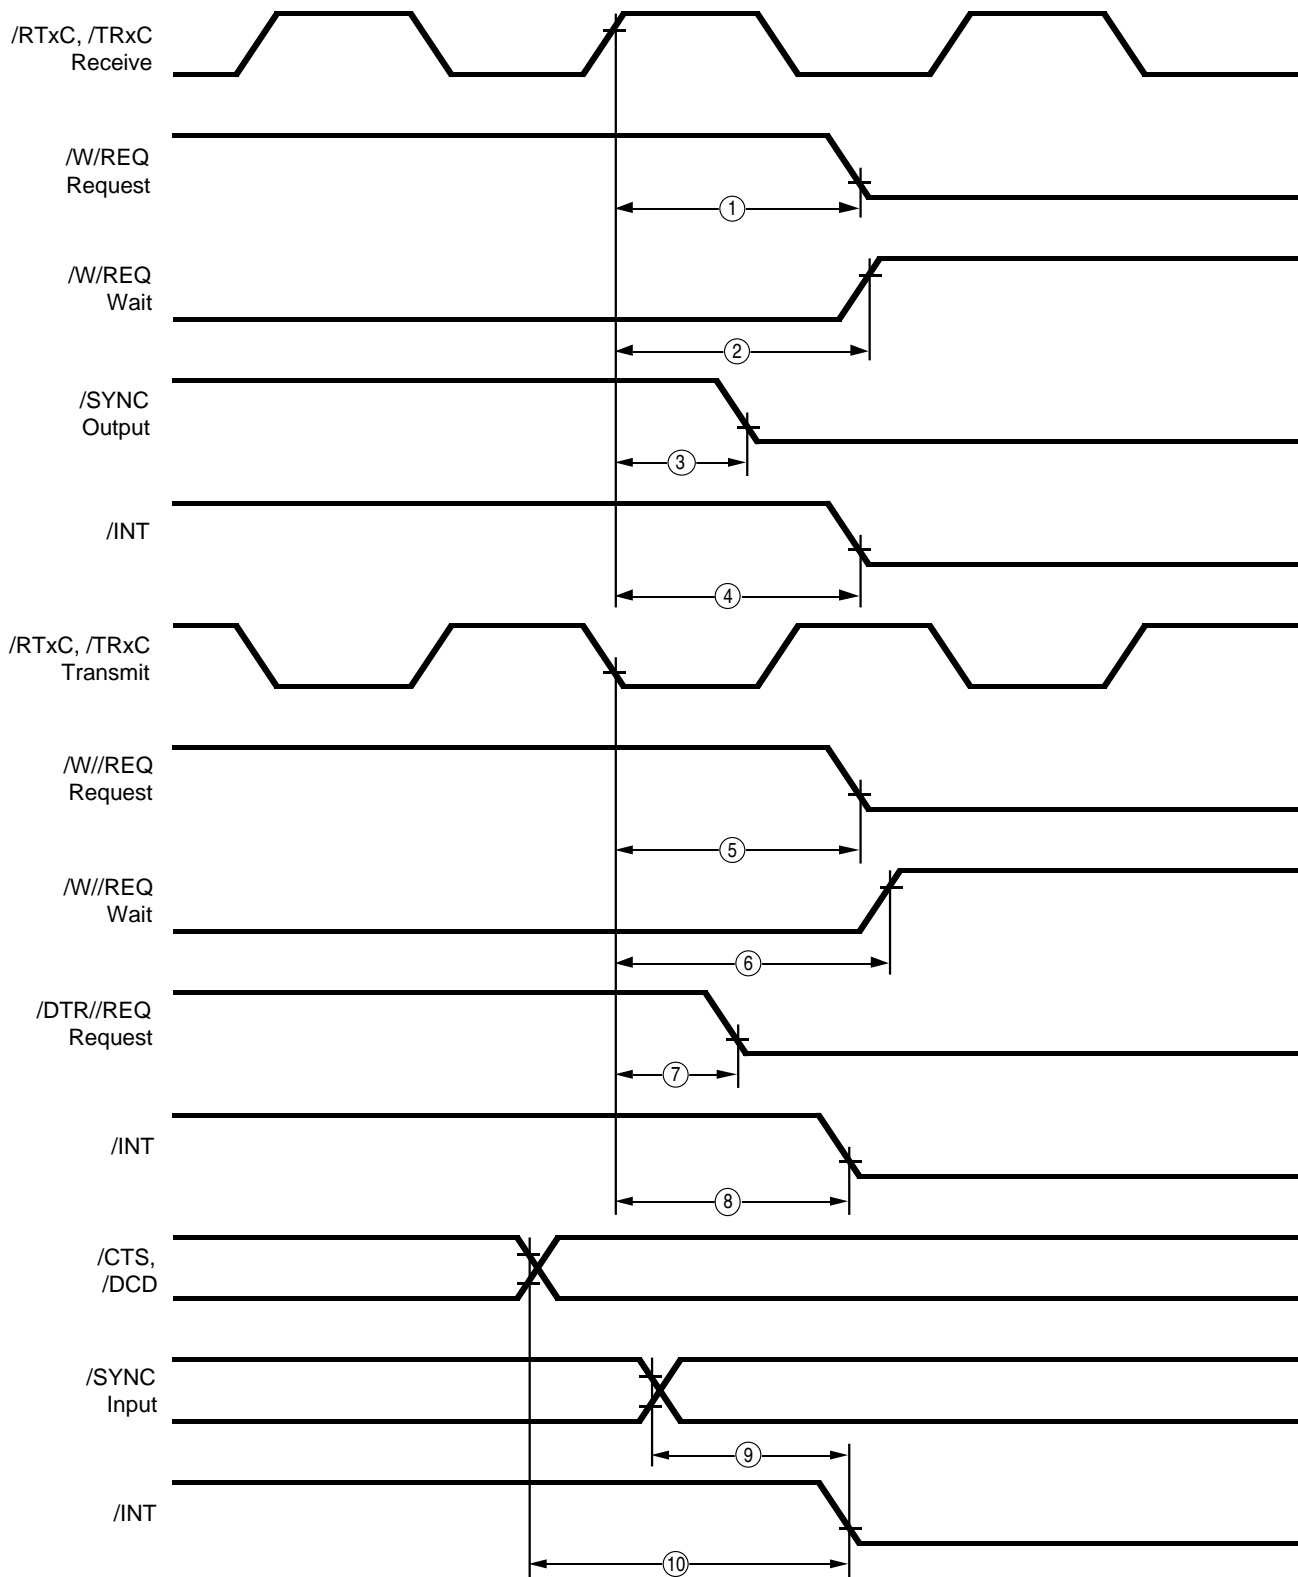 /RTxC, /TRxC
Receive
/W/REQ
Request
1
/W/REQ
Wait
2
/SYNC
Output
3
/INT
4
/RTxC, /TRxC
Transmit
/W//REQ
Request
5
/W//REQ
Wait
6
/DTR//REQ
Request
7
/INT
8
/CTS,
/DCD
/SYNC
Input
9
/INT
10